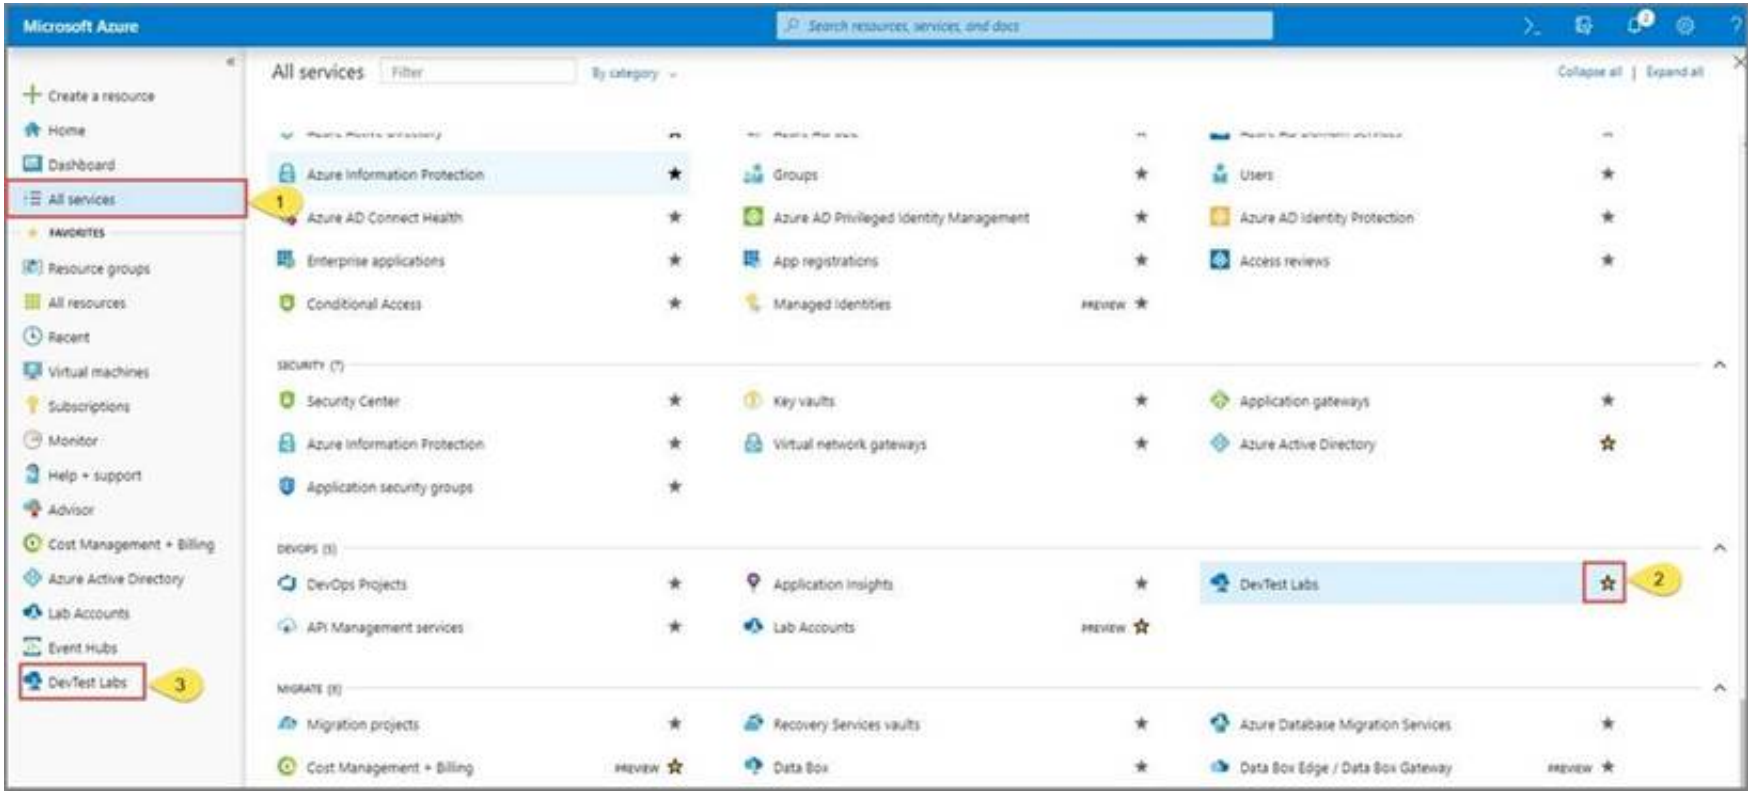 Microsoft Azure
Search resources, services, and docs
2
?
«
Create a resource
Home
Dashboard
All services
1
FAVORITES
Resource groups
All resources
Recent
Virtual machines
Subscriptions
Monitor
Help + support
Advisor
Cost Management + Billing
Azure Active Directory
Lab Accounts
Event Hubs
DevTest Labs
3
All services
Filter
By category
Collapse all | Expand all
Azure Active Directory
Azure Information Protection
Groups
Users
Azure AD Connect Health
Azure AD Privileged Identity Management
Azure AD Identity Protection
Enterprise applications
App registrations
Access reviews
Conditional Access
Managed Identities
PREVIEW
SECURITY (7)
Security Center
Key vaults
Application gateways
Azure Information Protection
Virtual network gateways
Azure Active Directory
Application security groups
DEVOPS (5)
DevOps Projects
Application Insights
DevTest Labs
2
API Management services
Lab Accounts
PREVIEW
MIGRATE (8)
Migration projects
Recovery Services vaults
Azure Database Migration Services
Cost Management + Billing
PREVIEW
Data Box
Data Box Edge / Data Box Gateway
PREVIEW